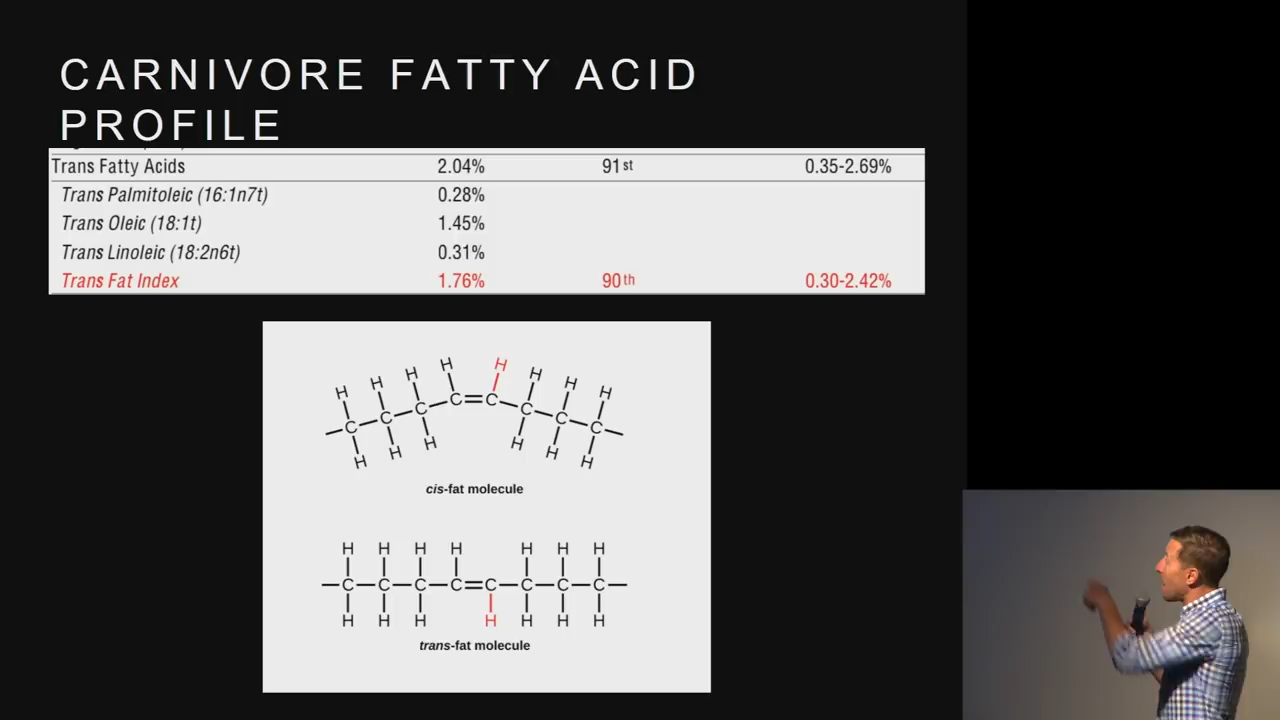 CARNIVORE FATTY ACID
PROFILE
Trans Fatty Acids 2.04% 91st 0.35-2.69%
Trans Palmitoleic (16:1n7t) 0.28%
Trans Oleic (18:1t) 1.45%
Trans Linoleic (18:2n6t) 0.31%
Trans Fat Index 1.76% 90th 0.30-2.42%
H H H H H H H H
C C C C=C C C C
H H H H H H
cis-fat molecule
H H H H H H H
C C C C=C C C C
H H H H H H H
trans-fat molecule